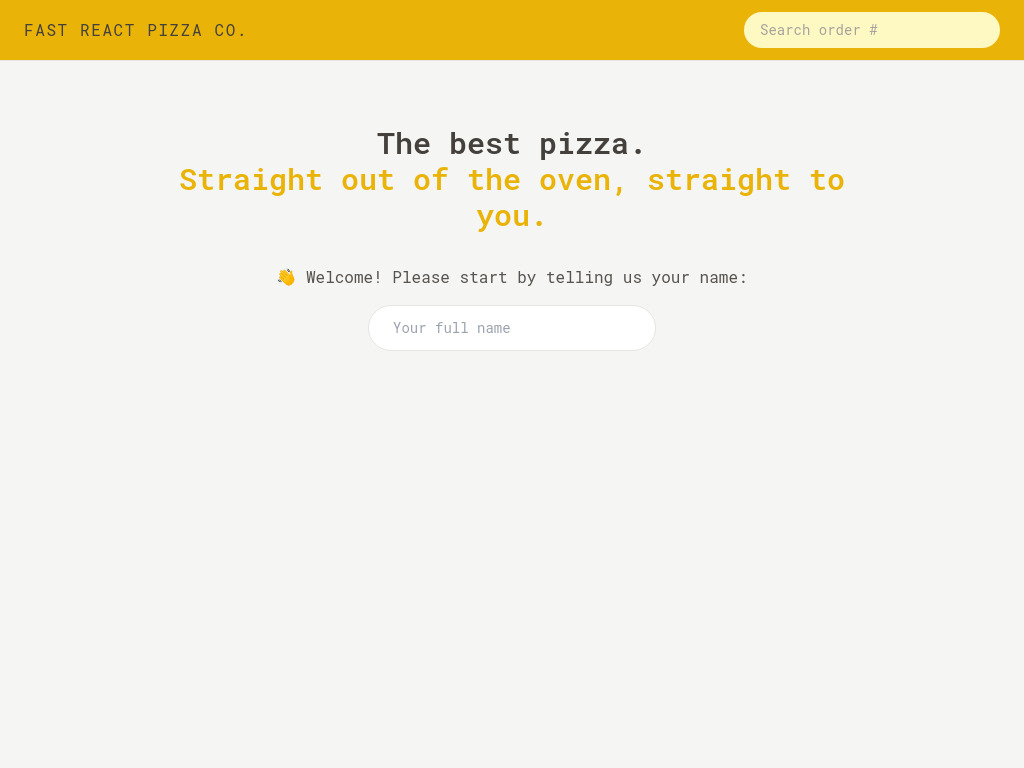 FAST REACT PIZZA CO.
Search order #
The best pizza.
Straight out of the oven, straight to
you.
👋 Welcome! Please start by telling us your name:
Your full name